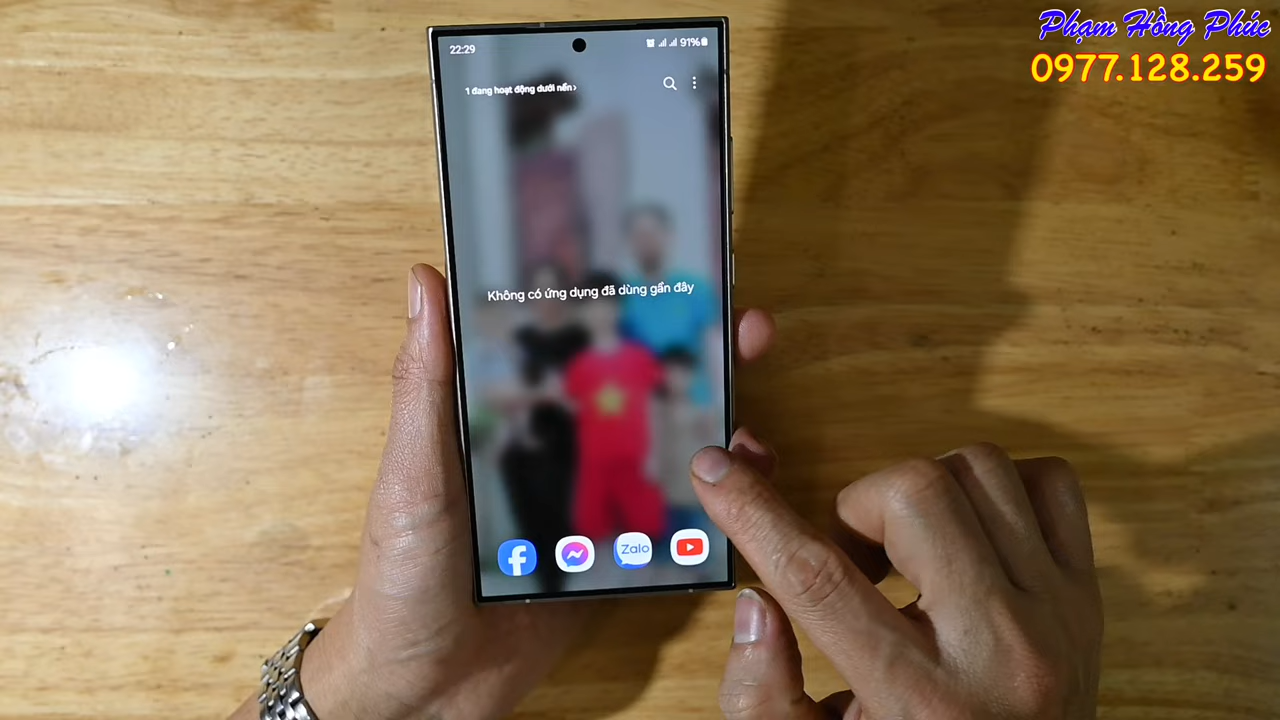 Phạm Hồng Phúc
0977.128.259
22:29
91%
1 đang hoạt động dưới nền ›
Không có ứng dụng đã dùng gần đây
Zalo